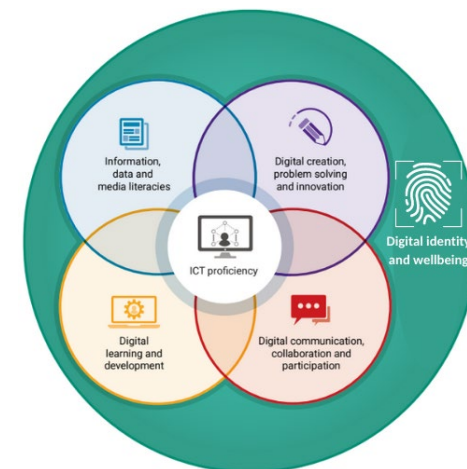 Information,
data and
media literacies
Digital creation,
problem solving
and innovation
Digital identity
and wellbeing
ICT proficiency
Digital
learning and
development
Digital communication,
collaboration and
participation